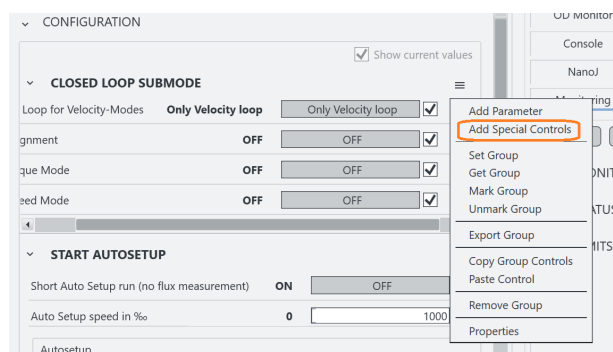 CONFIGURATION
OD Monitor
Show current values
Console
CLOSED LOOP SUBMODE
NanoJ
Loop for Velocity-Modes Only Velocity loop Only Velocity loop
Add Parameter
Add Special Controls
gnment OFF OFF
Set Group
que Mode OFF OFF
Get Group
Mark Group
eed Mode OFF OFF
Unmark Group
Export Group
START AUTOSETUP
Copy Group Controls
Paste Control
Short Auto Setup run (no flux measurement) ON OFF
Remove Group
Auto Setup speed in ‰ 0 1000
Properties
Autosetup